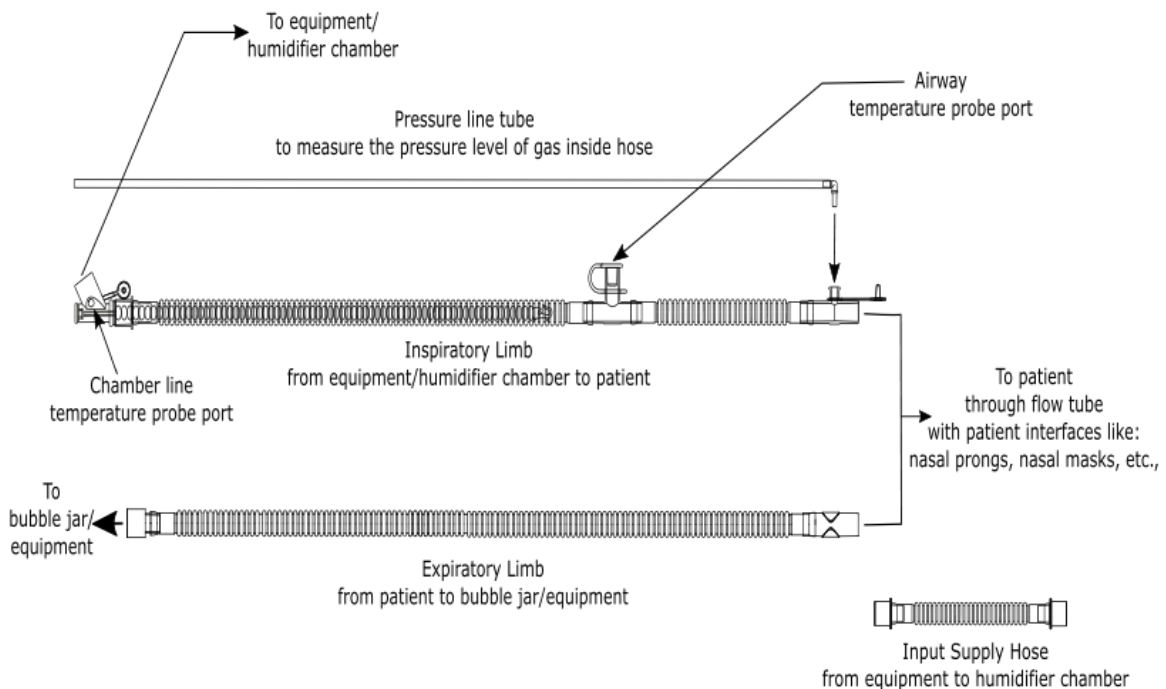 To equipment/
humidifier chamber
Airway
temperature probe port
Pressure line tube
to measure the pressure level of gas inside hose
Inspiratory Limb
from equipment/humidifier chamber to patient
Chamber line
temperature probe port
To patient
through flow tube
with patient interfaces like:
nasal prongs, nasal masks, etc.,
To
bubble jar/
equipment
Expiratory Limb
from patient to bubble jar/equipment
Input Supply Hose
from equipment to humidifier chamber